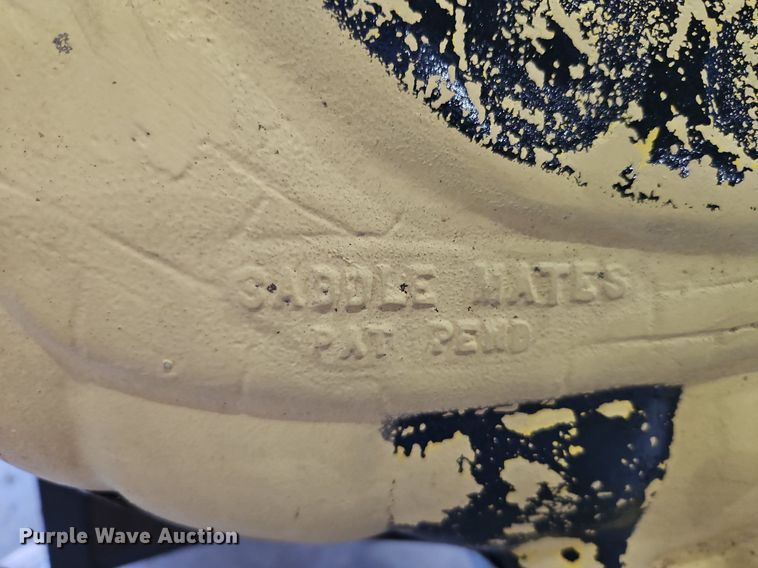 SADDLE MATES
PAT PEND
Purple Wave Auction